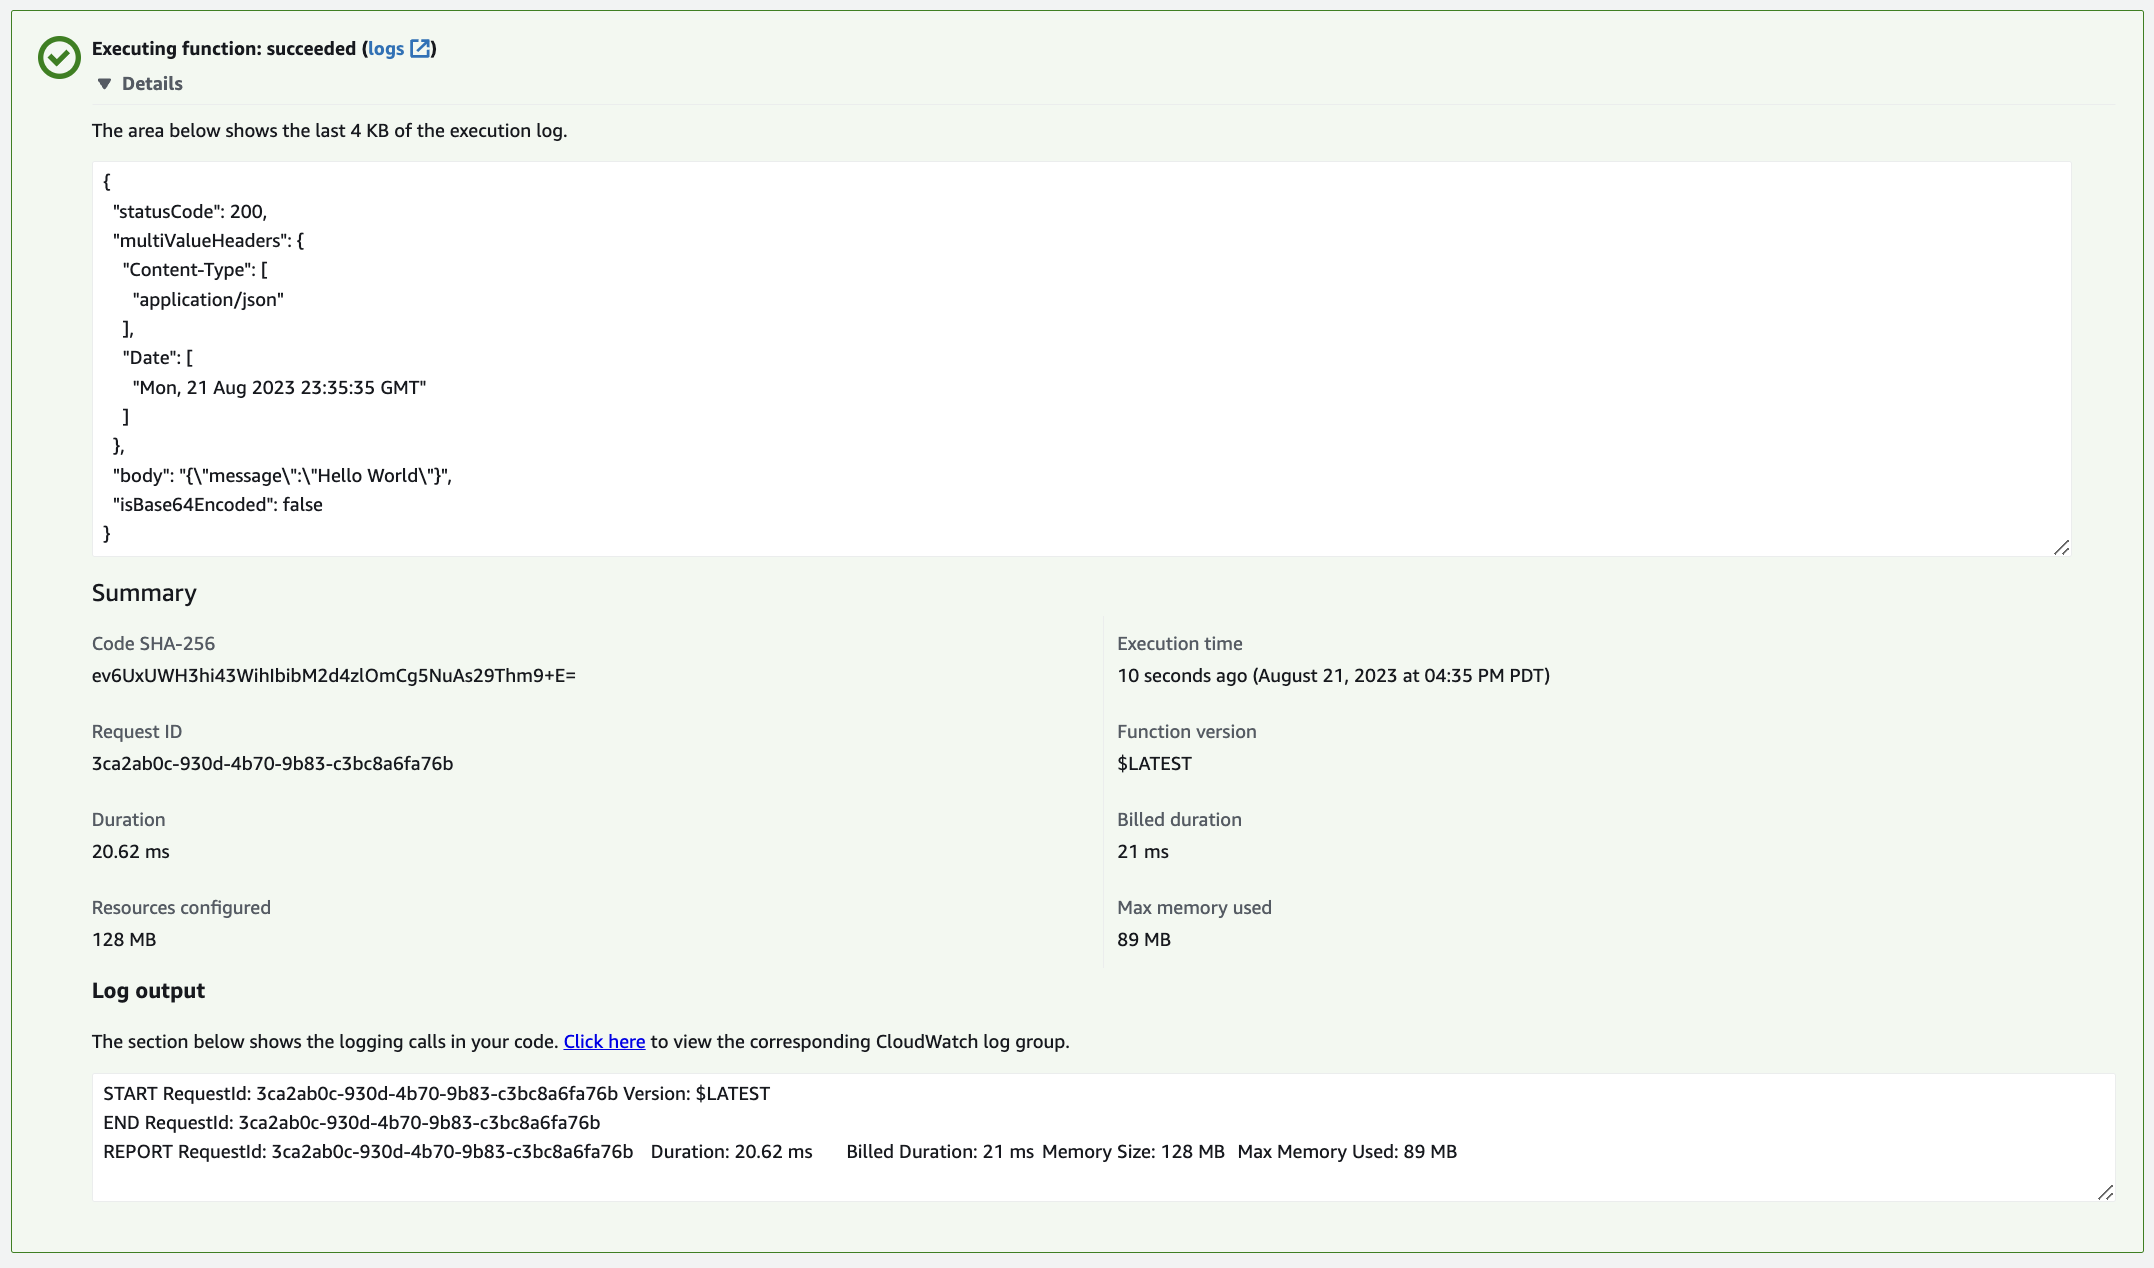 Executing function: succeeded (logs)
Details
The area below shows the last 4 KB of the execution log.
{
"statusCode": 200,
"multiValueHeaders": {
"Content-Type": [
"application/json"
],
"Date": [
"Mon, 21 Aug 2023 23:35:35 GMT"
]
},
"body": "{\"message\":\"Hello World\"}",
"isBase64Encoded": false
}
Summary
Code SHA-256
ev6UxUWH3hi43WihIbibM2d4zlOmCg5NuAs29Thm9+E=
Execution time
10 seconds ago (August 21, 2023 at 04:35 PM PDT)
Request ID
3ca2ab0c-930d-4b70-9b83-c3bc8a6fa76b
Function version
$LATEST
Duration
20.62 ms
Billed duration
21 ms
Resources configured
128 MB
Max memory used
89 MB
Log output
The section below shows the logging calls in your code. Click here to view the corresponding CloudWatch log group.
START RequestId: 3ca2ab0c-930d-4b70-9b83-c3bc8a6fa76b Version: $LATEST
END RequestId: 3ca2ab0c-930d-4b70-9b83-c3bc8a6fa76b
REPORT RequestId: 3ca2ab0c-930d-4b70-9b83-c3bc8a6fa76b Duration: 20.62 ms Billed Duration: 21 ms Memory Size: 128 MB Max Memory Used: 89 MB